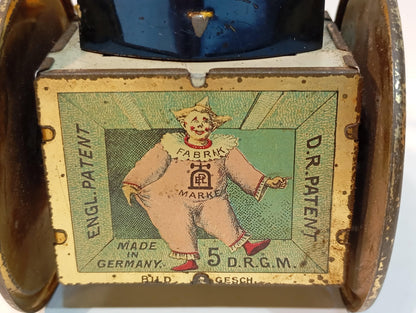 ENGL. PATENT
D.R. PATENT
FABRIK
MARKE
MADE
IN
GERMANY.
5 D.R.G.M.
BILD GESCH.